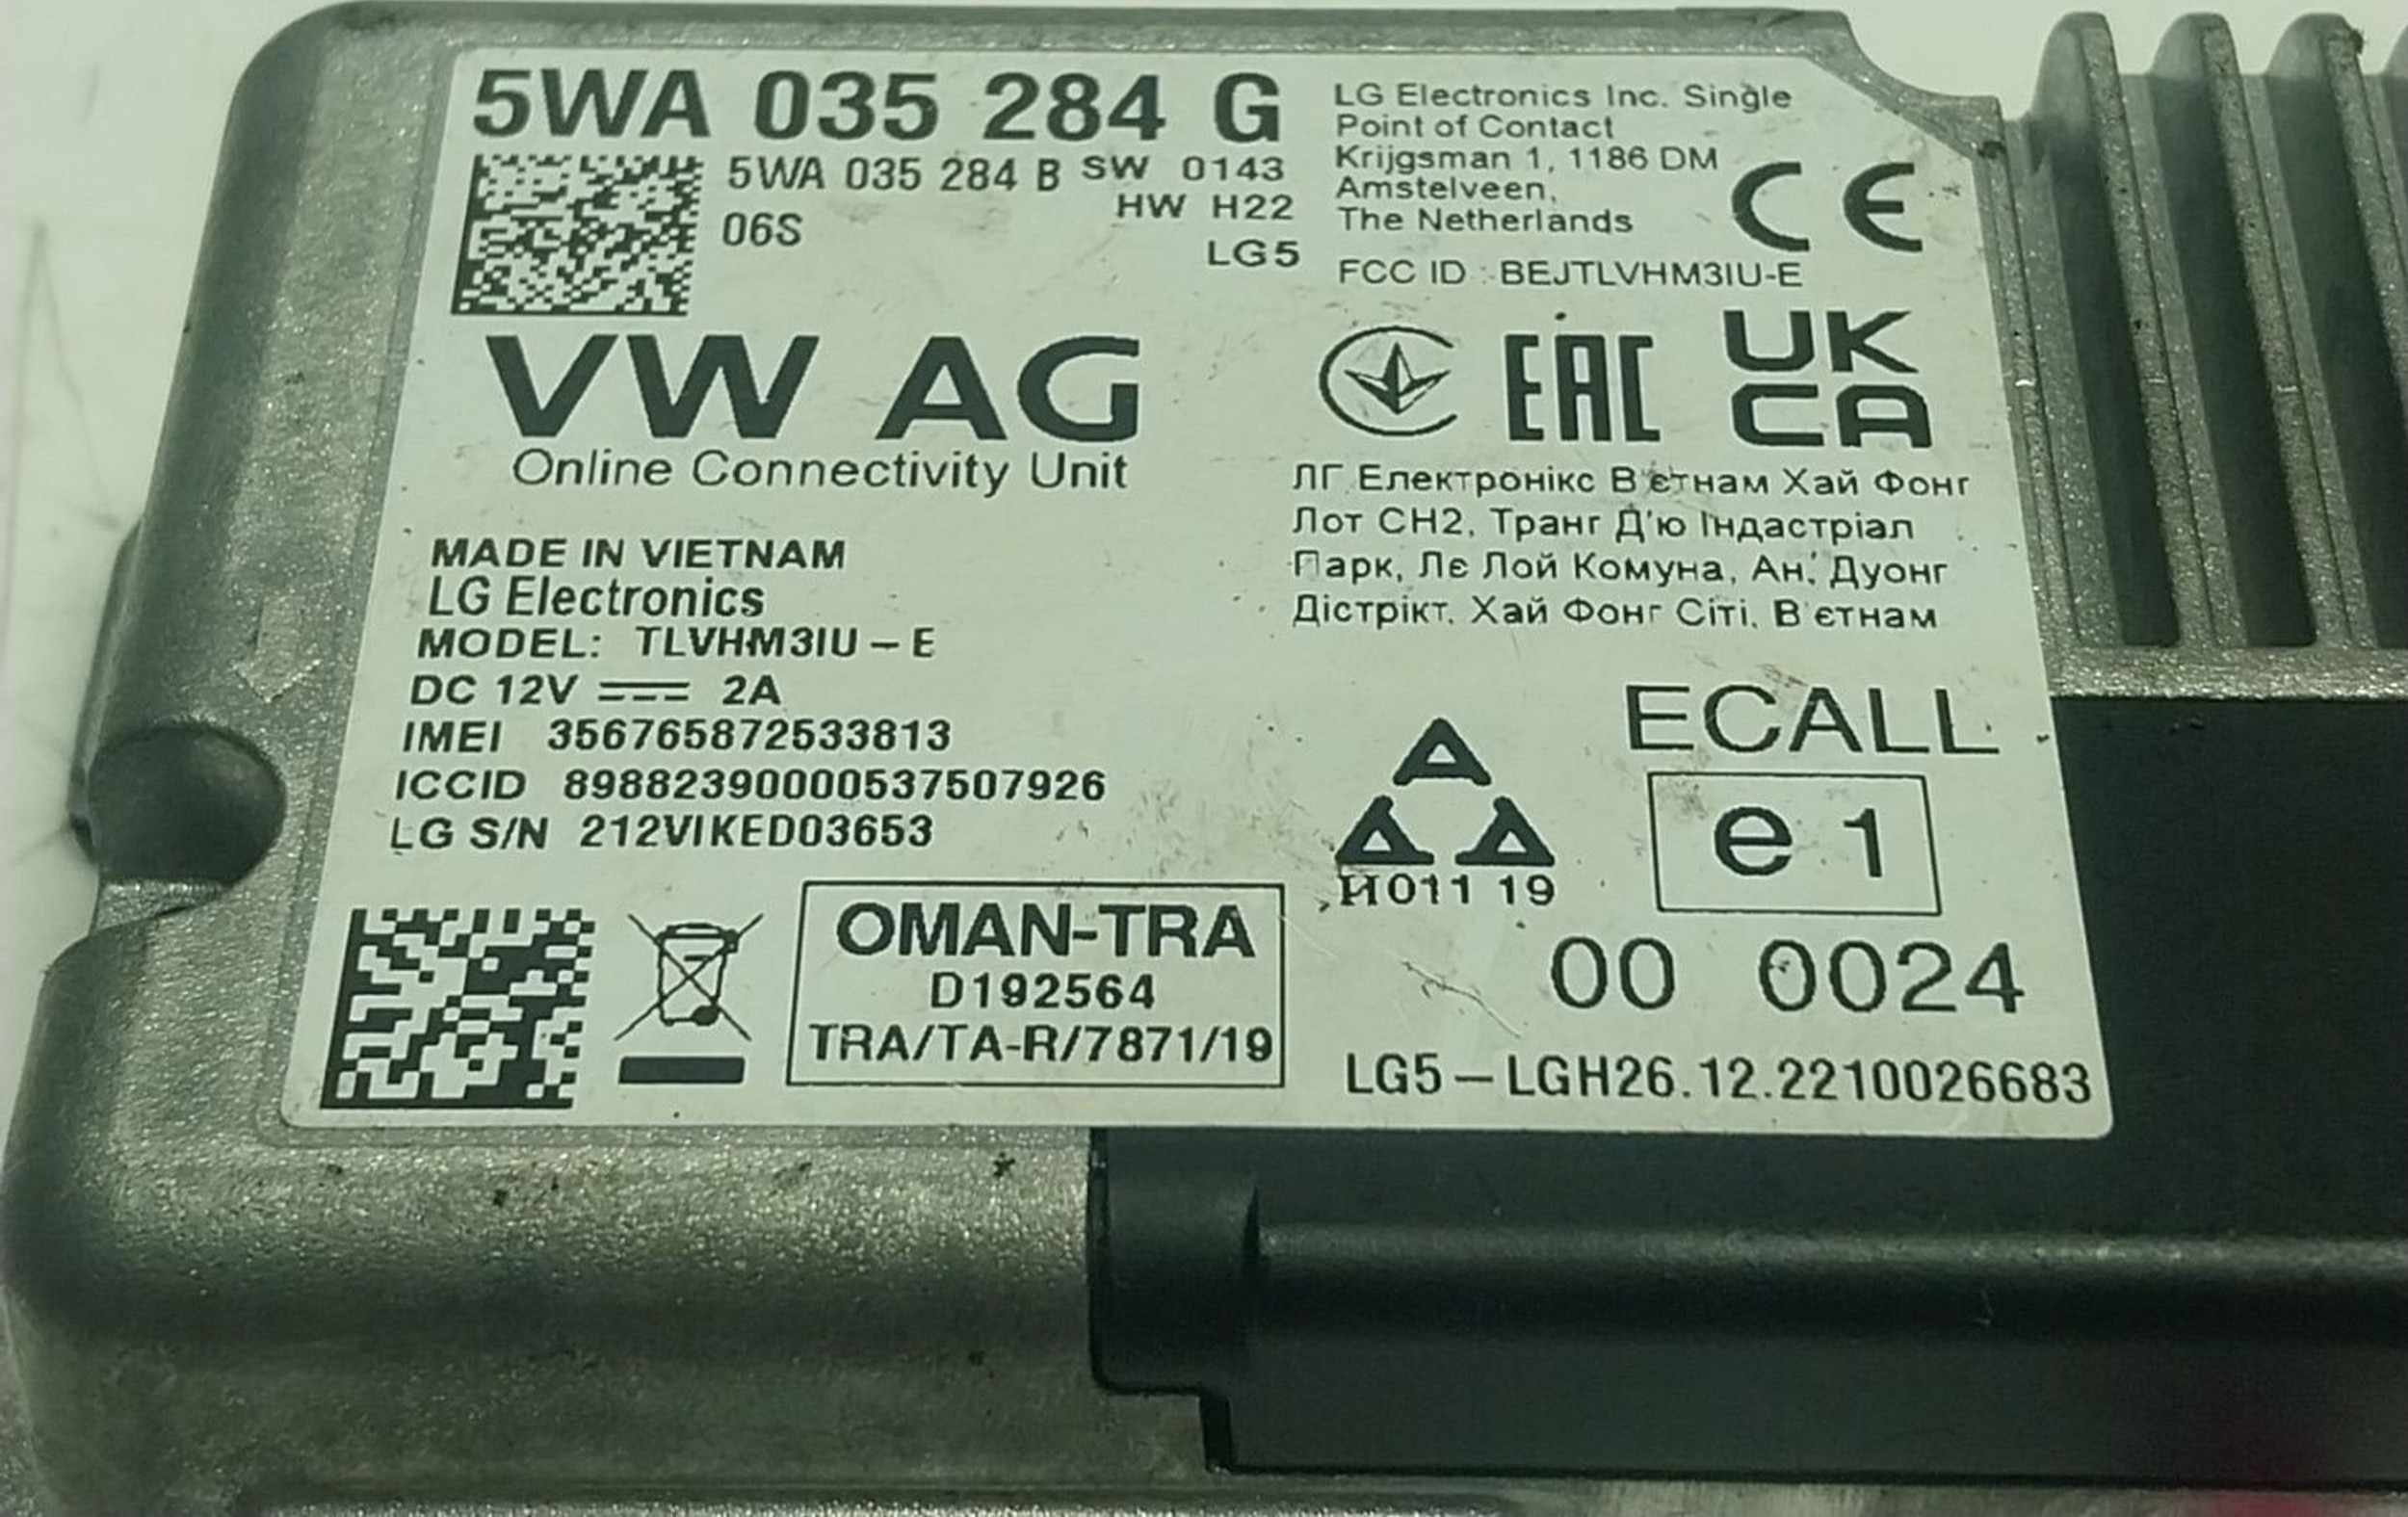 5WA 035 284 G
5WA 035 284 B SW 0143
06S HW H22
LG5
VW AG
Online Connectivity Unit
MADE IN VIETNAM
LG Electronics
MODEL: TLVHM3IU – E
DC 12V 2A
IMEI 356765872533813
ICCID 89882390000537507926
LG S/N 212VIKED03653
OMAN-TRA
D192564
TRA/TA-R/7871/19
LG Electronics Inc. Single
Point of Contact
Krijgsman 1, 1186 DM
Amstelveen,
The Netherlands
CE
FCC ID : BEJTLVHM3IU-E
EAC
UK
CA
ЛГ Електронікс В'єтнам Хай Фонг
Лот СН2, Транг Д'ю Індастріал
Парк, Лє Лой Комуна, Ан. Дуонг
Дістрікт, Хай Фонг Сіті, В'єтнам
ECALL
e1
И011 19
00 0024
LG5 – LGH26.12.2210026683